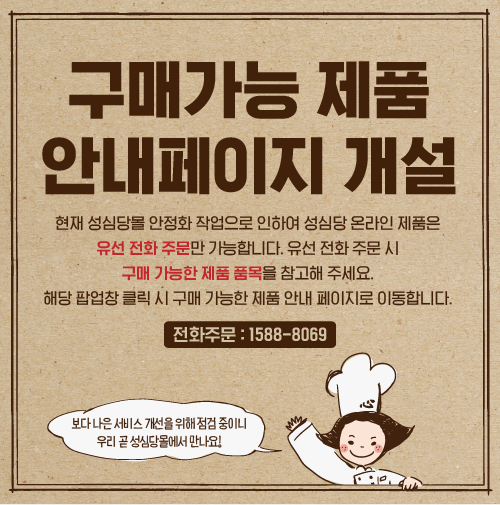 구매가능 제품
안내페이지 개설
현재 성심당몰 안정화 작업으로 인하여 성심당 온라인 제품은
유선 전화 주문만 가능합니다. 유선 전화 주문 시
구매 가능한 제품 품목을 참고해 주세요.
해당 팝업창 클릭 시 구매 가능한 제품 안내 페이지로 이동합니다.
전화주문 : 1588-8069
心
보다 나은 서비스 개선을 위해 점검 중이니
우리 곧 성심당몰에서 만나요!